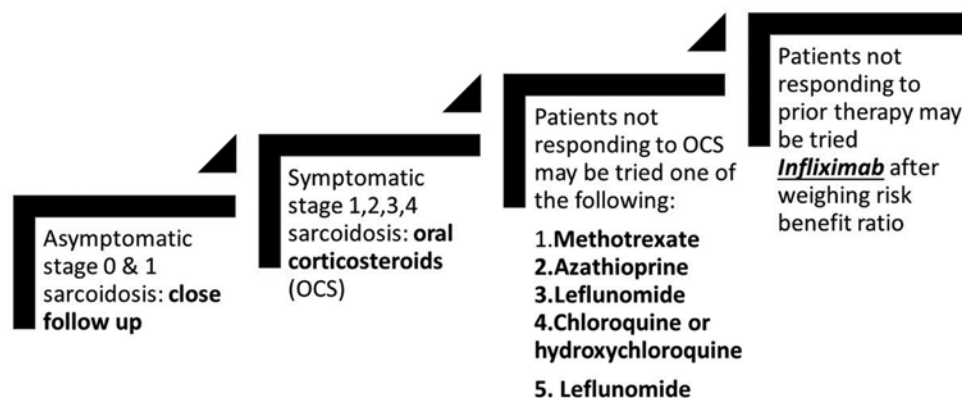 Asymptomatic
stage 0 & 1
sarcoidosis: close
follow up
Symptomatic
stage 1,2,3,4
sarcoidosis: oral
corticosteroids
(OCS)
Patients not
responding to OCS
may be tried one of
the following:
1.Methotrexate
2.Azathioprine
3.Leflunomide
4.Chloroquine or
hydroxychloroquine
5. Leflunomide
Patients not
responding to
prior therapy may
be tried
Infliximab after
weighing risk
benefit ratio